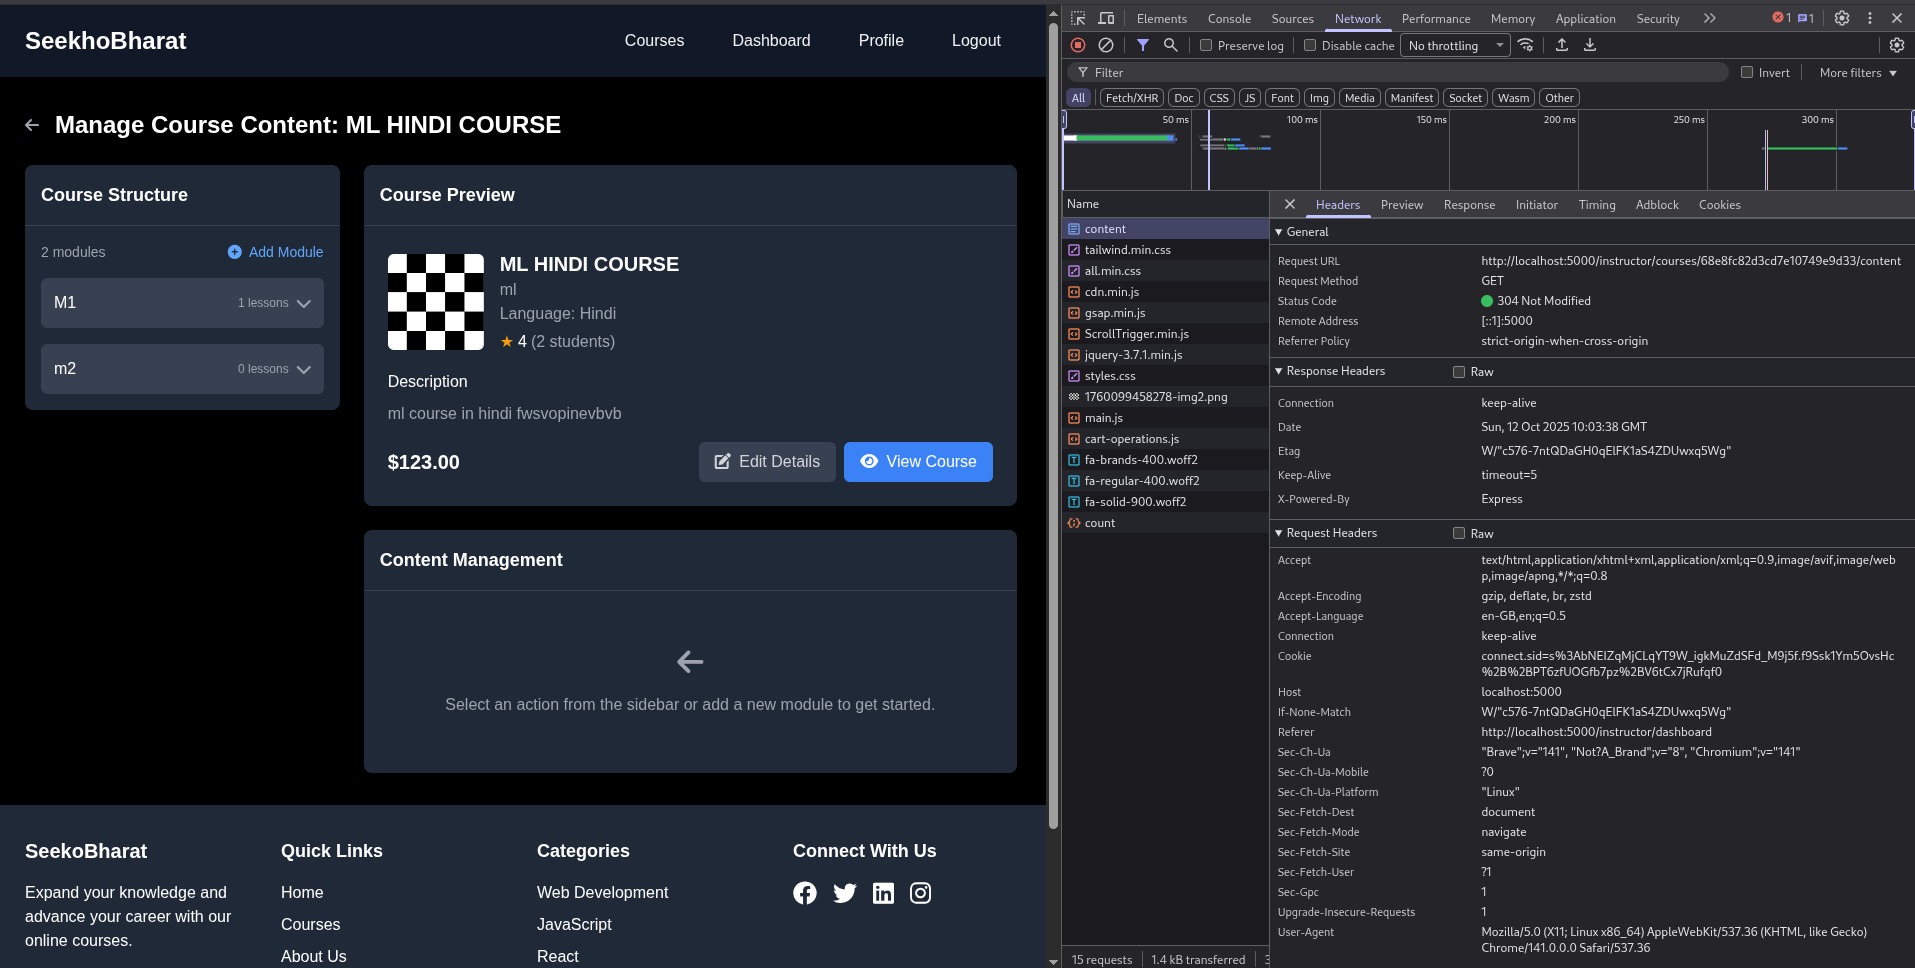 SeekhoBharat
Courses Dashboard Profile Logout
Manage Course Content: ML HINDI COURSE
Course Structure
2 modules Add Module
M1 1 lessons
m2 0 lessons
Course Preview
ML HINDI COURSE
ml
Language: Hindi
★ 4 (2 students)
Description
ml course in hindi fwsvopinevbvb
$123.00 Edit Details View Course
Content Management
Select an action from the sidebar or add a new module to get started.
SeekoBharat
Expand your knowledge and
advance your career with our
online courses.
Quick Links
Home
Courses
About Us
Categories
Web Development
JavaScript
React
Connect With Us
Elements Console Sources Network Performance Memory Application Security 1 1
Preserve log Disable cache No throttling
Filter Invert More filters
All Fetch/XHR Doc CSS JS Font Img Media Manifest Socket Wasm Other
50 ms 100 ms 150 ms 200 ms 250 ms 300 ms
Name
content
tailwind.min.css
all.min.css
cdn.min.js
gsap.min.js
ScrollTrigger.min.js
jquery-3.7.1.min.js
styles.css
1760099458278-img2.png
main.js
cart-operations.js
fa-brands-400.woff2
fa-regular-400.woff2
fa-solid-900.woff2
count
15 requests 1.4 kB transferred
Headers Preview Response Initiator Timing Adblock Cookies
General
Request URL http://localhost:5000/instructor/courses/68e8fc82d3cd7e10749e9d33/content
Request Method GET
Status Code 304 Not Modified
Remote Address [::1]:5000
Referrer Policy strict-origin-when-cross-origin
Response Headers Raw
Connection keep-alive
Date Sun, 12 Oct 2025 10:03:38 GMT
Etag W/"c576-7ntQDaGH0qElFK1aS4ZDUwxq5Wg"
Keep-Alive timeout=5
X-Powered-By Express
Request Headers Raw
Accept text/html,application/xhtml+xml,application/xml;q=0.9,image/avif,image/web
p,image/apng,*/*;q=0.8
Accept-Encoding gzip, deflate, br, zstd
Accept-Language en-GB,en;q=0.5
Connection keep-alive
Cookie connect.sid=s%3AbNEIZqMjCLqYT9W_igkMuZdSFd_M9j5f.f9Ssk1Ym5OvsHc
%2B%2BPT6zfUOGfb7pz%2BV6tCx7jRufqf0
Host localhost:5000
If-None-Match W/"c576-7ntQDaGH0qElFK1aS4ZDUwxq5Wg"
Referer http://localhost:5000/instructor/dashboard
Sec-Ch-Ua "Brave";v="141", "Not?A_Brand";v="8", "Chromium";v="141"
Sec-Ch-Ua-Mobile ?0
Sec-Ch-Ua-Platform "Linux"
Sec-Fetch-Dest document
Sec-Fetch-Mode navigate
Sec-Fetch-Site same-origin
Sec-Fetch-User ?1
Sec-Gpc 1
Upgrade-Insecure-Requests 1
User-Agent Mozilla/5.0 (X11; Linux x86_64) AppleWebKit/537.36 (KHTML, like Gecko)
Chrome/141.0.0.0 Safari/537.36